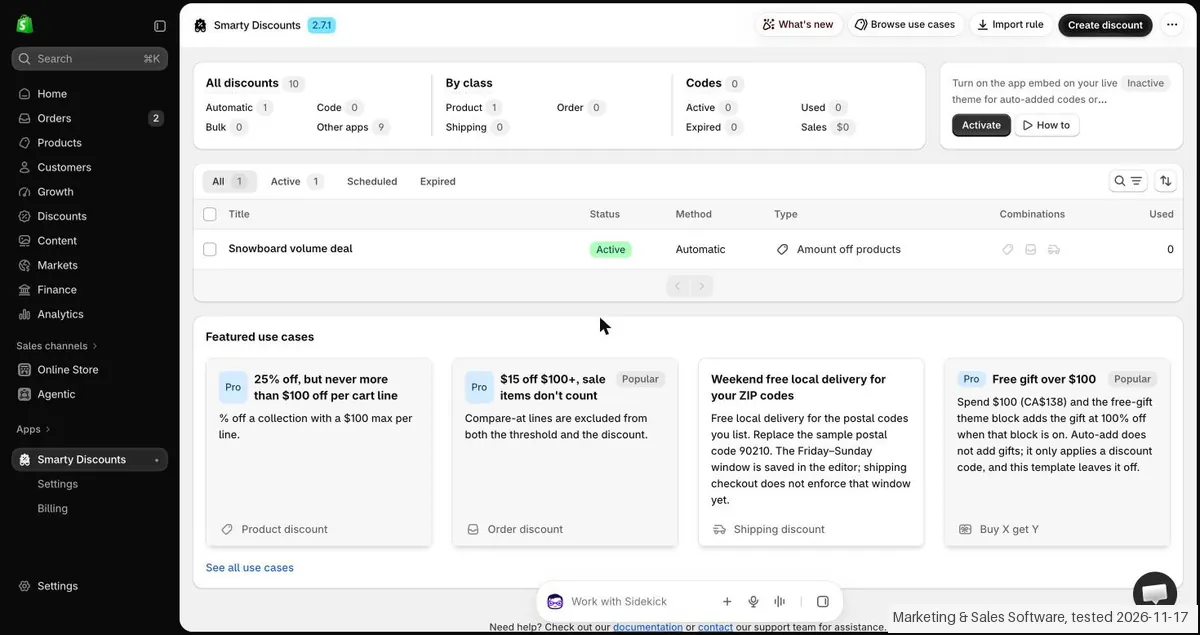 Smarty Discounts 2.7.1
What's new
Browse use cases
Import rule
Create discount
Search ⌘K
Home
Orders 2
Products
Customers
Growth
Discounts
Content
Markets
Finance
Analytics
Sales channels
Online Store
Agentic
Apps
Smarty Discounts
Settings
Billing
Settings
All discounts 10
Automatic 1 Code 0
Bulk 0 Other apps 9
By class
Product 1 Order 0
Shipping 0
Codes 0
Active 0 Used 0
Expired 0 Sales $0
Turn on the app embed on your live Inactive
theme for auto-added codes or...
Activate How to
All 1 Active 1 Scheduled Expired
Title Status Method Type Combinations Used
Snowboard volume deal Active Automatic Amount off products 0
Featured use cases
Pro 25% off, but never more
than $100 off per cart line
% off a collection with a $100 max per
line.
Product discount
Pro $15 off $100+, sale Popular
items don't count
Compare-at lines are excluded from
both the threshold and the discount.
Order discount
Weekend free local delivery for
your ZIP codes
Free local delivery for the postal codes
you list. Replace the sample postal
code 90210. The Friday–Sunday
window is saved in the editor; shipping
checkout does not enforce that window
yet.
Shipping discount
Pro Free gift over $100 Popular
Spend $100 (CA$138) and the free-gift
theme block adds the gift at 100% off
when that block is on. Auto-add does
not add gifts; it only applies a discount
code, and this template leaves it off.
Buy X get Y
See all use cases
Work with Sidekick
Need help? Check out our documentation or contact our support team for assistance.
Marketing & Sales Software, tested 2026-11-17